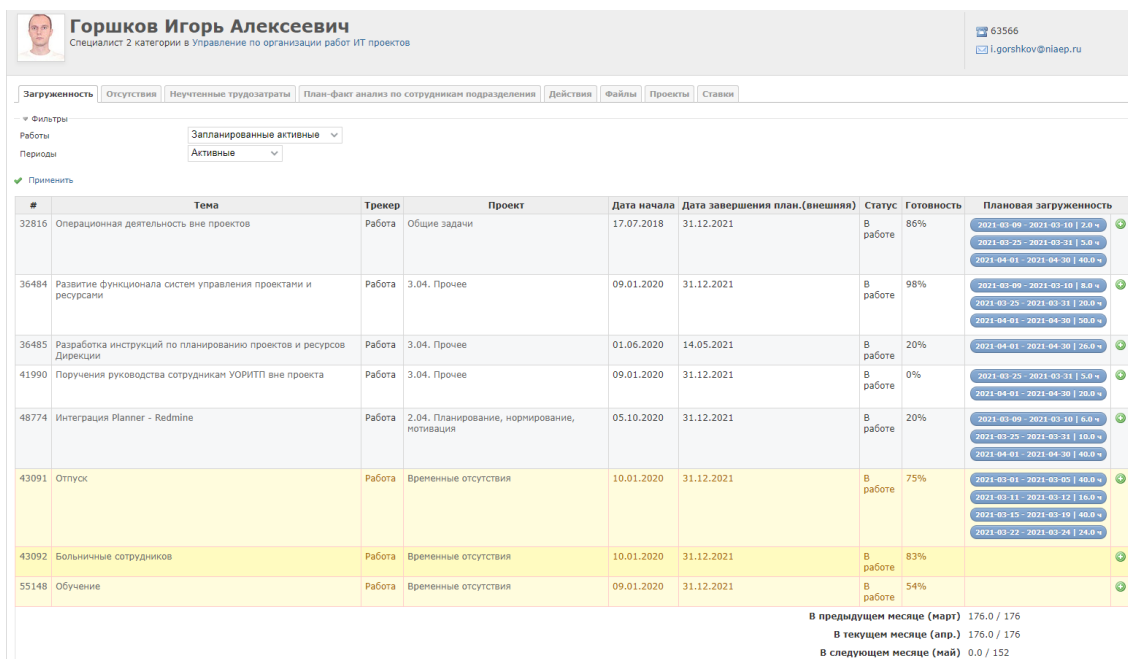 Горшков Игорь Алексеевич
Специалист 2 категории в Управление по организации работ ИТ проектов
63566
i.gorshkov@niaep.ru
Загруженность Отсутствия Неучтенные трудозатраты План-факт анализ по сотрудникам подразделения Действия Файлы Проекты Ставки
Фильтры
Работы Запланированные активные
Периоды Активные
Применить
# Тема Трекер Проект Дата начала Дата завершения план.(внешняя) Статус Готовность Плановая загруженность
32816 Операционная деятельность вне проектов Работа Общие задачи 17.07.2018 31.12.2021 В 86% 2021-03-09 - 2021-03-10 | 2.0 ч
работе 2021-03-25 - 2021-03-31 | 5.0 ч
2021-04-01 - 2021-04-30 | 40.0 ч
36484 Развитие функционала систем управления проектами и Работа 3.04. Прочее 09.01.2020 31.12.2021 В 98% 2021-03-09 - 2021-03-10 | 8.0 ч
ресурсами работе 2021-03-25 - 2021-03-31 | 20.0 ч
2021-04-01 - 2021-04-30 | 50.0 ч
36485 Разработка инструкций по планированию проектов и ресурсов Работа 3.04. Прочее 01.06.2020 14.05.2021 В 20% 2021-04-01 - 2021-04-30 | 26.0 ч
Дирекции работе
41990 Поручения руководства сотрудникам УОРИТП вне проекта Работа 3.04. Прочее 09.01.2020 31.12.2021 В 0% 2021-03-25 - 2021-03-31 | 5.0 ч
работе 2021-04-01 - 2021-04-30 | 20.0 ч
48774 Интеграция Planner - Redmine Работа 2.04. Планирование, нормирование, 05.10.2020 31.12.2021 В 20% 2021-03-09 - 2021-03-10 | 6.0 ч
мотивация работе 2021-03-25 - 2021-03-31 | 10.0 ч
2021-04-01 - 2021-04-30 | 40.0 ч
43091 Отпуск Работа Временные отсутствия 10.01.2020 31.12.2021 В 75% 2021-03-01 - 2021-03-05 | 40.0 ч
работе 2021-03-11 - 2021-03-12 | 16.0 ч
2021-03-15 - 2021-03-19 | 40.0 ч
2021-03-22 - 2021-03-24 | 24.0 ч
43092 Больничные сотрудников Работа Временные отсутствия 10.01.2020 31.12.2021 В 83%
работе
55148 Обучение Работа Временные отсутствия 09.01.2020 31.12.2021 В 54%
работе
В предыдущем месяце (март) 176.0 / 176
В текущем месяце (апр.) 176.0 / 176
В следующем месяце (май) 0.0 / 152